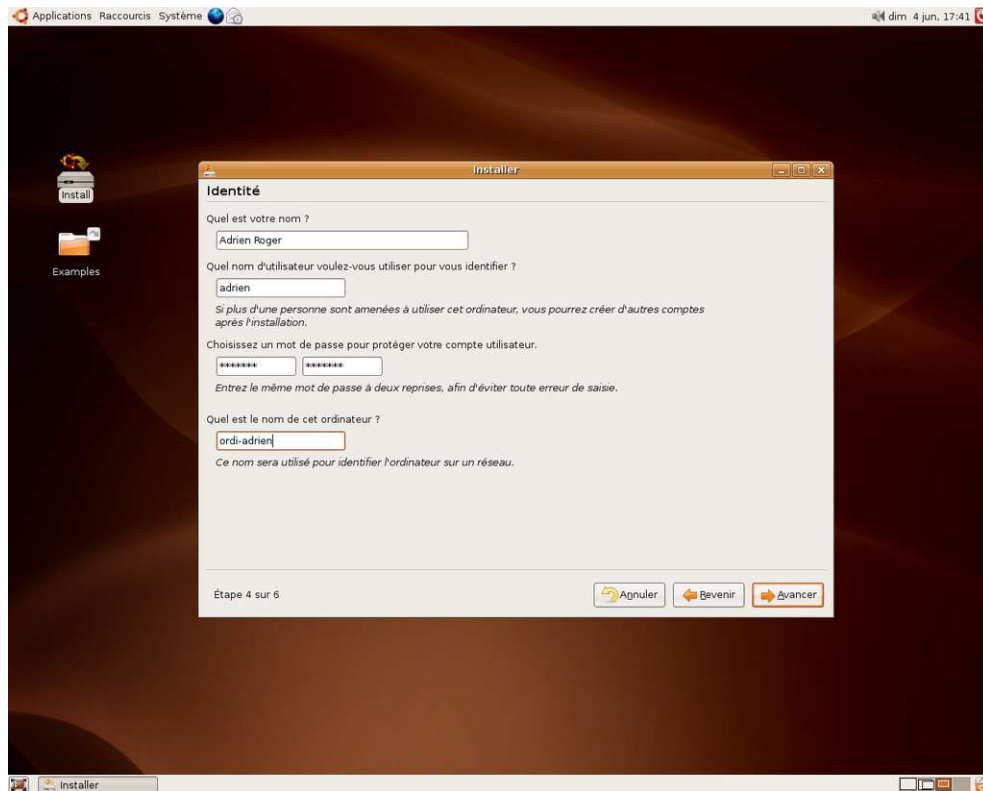 Applications Raccourcis Système
dim 4 jun, 17:41
Install
Examples
Installer
Identité
Quel est votre nom ?
Adrien Roger
Quel nom d'utilisateur voulez-vous utiliser pour vous identifier ?
adrien
Si plus d'une personne sont amenées à utiliser cet ordinateur, vous pourrez créer d'autres comptes
après l'installation.
Choisissez un mot de passe pour protéger votre compte utilisateur.
******* *******
Entrez le même mot de passe à deux reprises, afin d'éviter toute erreur de saisie.
Quel est le nom de cet ordinateur ?
ordi-adrien
Ce nom sera utilisé pour identifier l'ordinateur sur un réseau.
Étape 4 sur 6
Annuler Revenir Avancer
Installer